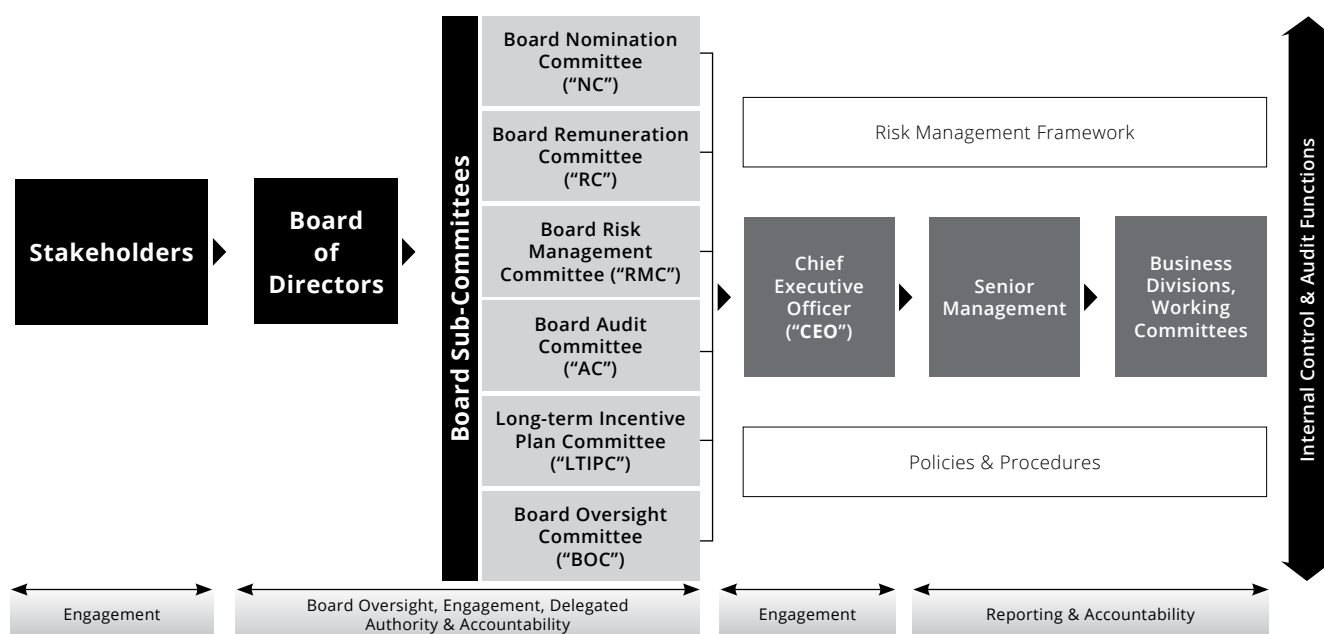 Stakeholders
Board
of
Directors
Board Sub-Committees
Board Nomination
Committee
(“NC”)
Board Remuneration
Committee
(“RC”)
Board Risk
Management
Committee (“RMC”)
Board Audit
Committee
(“AC”)
Long-term Incentive
Plan Committee
(“LTIPC”)
Board Oversight
Committee
(“BOC”)
Risk Management Framework
Chief
Executive
Officer
(“CEO”)
Senior
Management
Business
Divisions,
Working
Committees
Policies & Procedures
Internal Control & Audit Functions
Engagement
Board Oversight, Engagement, Delegated
Authority & Accountability
Engagement
Reporting & Accountability